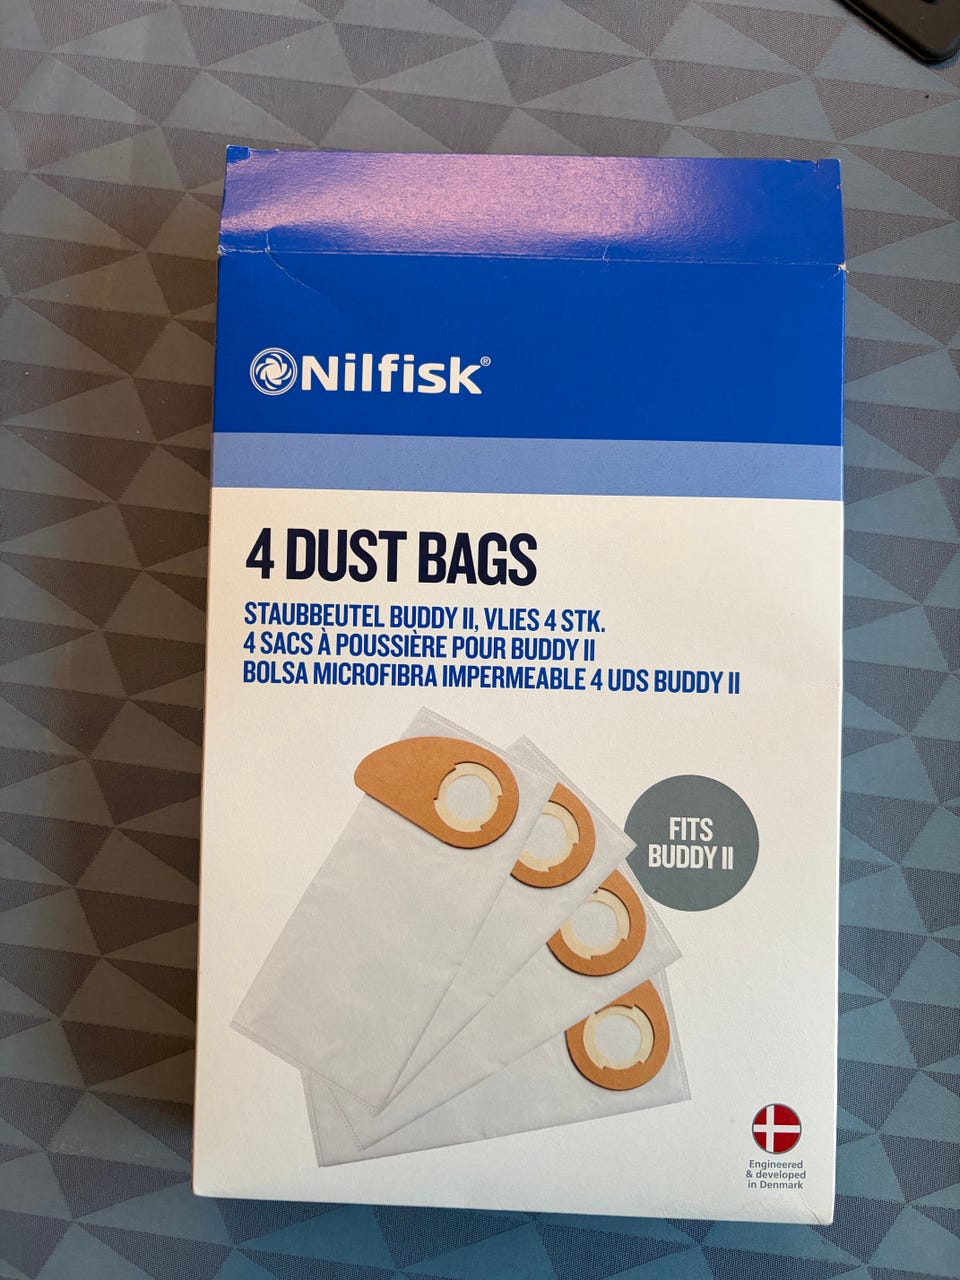 Nilfisk®
4 DUST BAGS
STAUBBEUTEL BUDDY II, VLIES 4 STK.
4 SACS À POUSSIÈRE POUR BUDDY II
BOLSA MICROFIBRA IMPERMEABLE 4 UDS BUDDY II
FITS
BUDDY II
Engineered
& developed
in Denmark